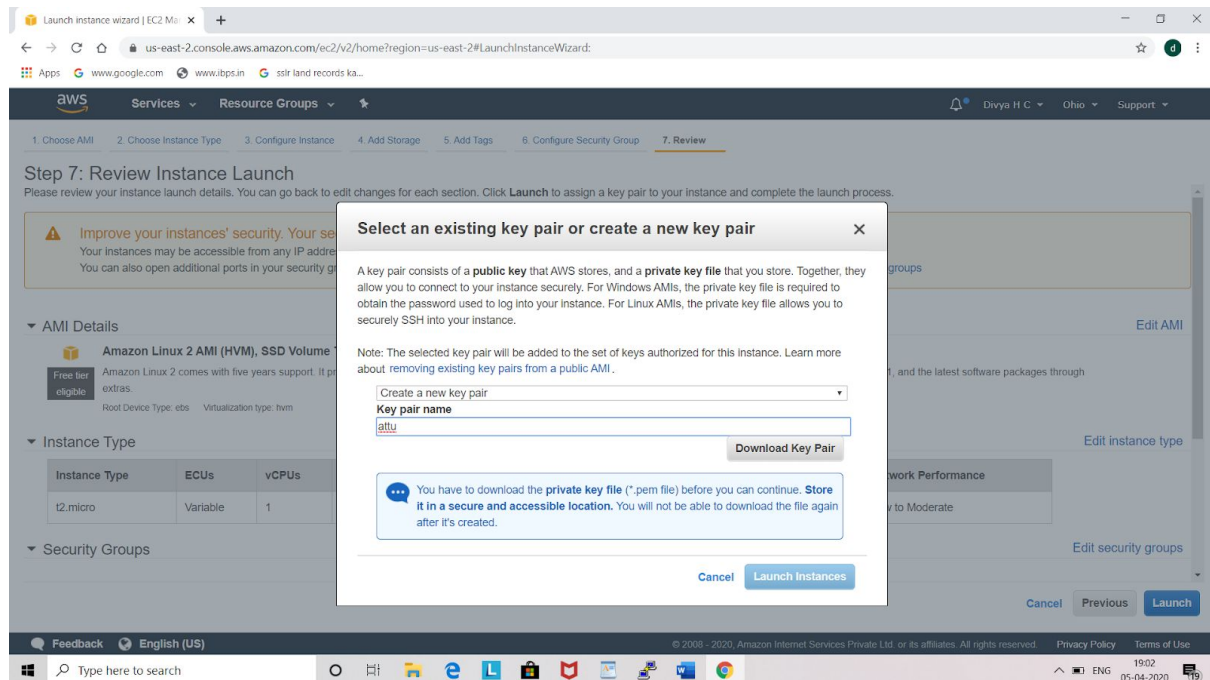 Launch instance wizard | EC2 Ma
us-east-2.console.aws.amazon.com/ec2/v2/home?region=us-east-2#LaunchInstanceWizard:
d
Apps www.google.com www.ibps.in sslr land records ka...
aws Services Resource Groups Divya H C Ohio Support
1. Choose AMI 2. Choose Instance Type 3. Configure Instance 4. Add Storage 5. Add Tags 6. Configure Security Group 7. Review
Step 7: Review Instance Launch
Please review your instance launch details. You can go back to edit changes for each section. Click Launch to assign a key pair to your instance and complete the launch process.
Improve your instances' security. Your se
Your instances may be accessible from any IP addre
You can also open additional ports in your security gr
groups
Select an existing key pair or create a new key pair
A key pair consists of a public key that AWS stores, and a private key file that you store. Together, they
allow you to connect to your instance securely. For Windows AMIs, the private key file is required to
obtain the password used to log into your instance. For Linux AMIs, the private key file allows you to
securely SSH into your instance.
Note: The selected key pair will be added to the set of keys authorized for this instance. Learn more
about removing existing key pairs from a public AMI .
Create a new key pair
Key pair name
attu
Download Key Pair
You have to download the private key file (*.pem file) before you can continue. Store
it in a secure and accessible location. You will not be able to download the file again
after it's created.
Cancel Launch Instances
AMI Details Edit AMI
Amazon Linux 2 AMI (HVM), SSD Volume
Free tier
eligible
Amazon Linux 2 comes with five years support. It pr
1, and the latest software packages through
extras.
Root Device Type: ebs Virtualization type: hvm
Instance Type Edit instance type
Instance Type ECUs vCPUs work Performance
t2.micro Variable 1 to Moderate
Security Groups Edit security groups
Cancel Previous Launch
Feedback English (US) © 2008 - 2020, Amazon Internet Services Private Ltd. or its affiliates. All rights reserved. Privacy Policy Terms of Use
Type here to search
L
W
ENG
19:02
05-04-2020
19